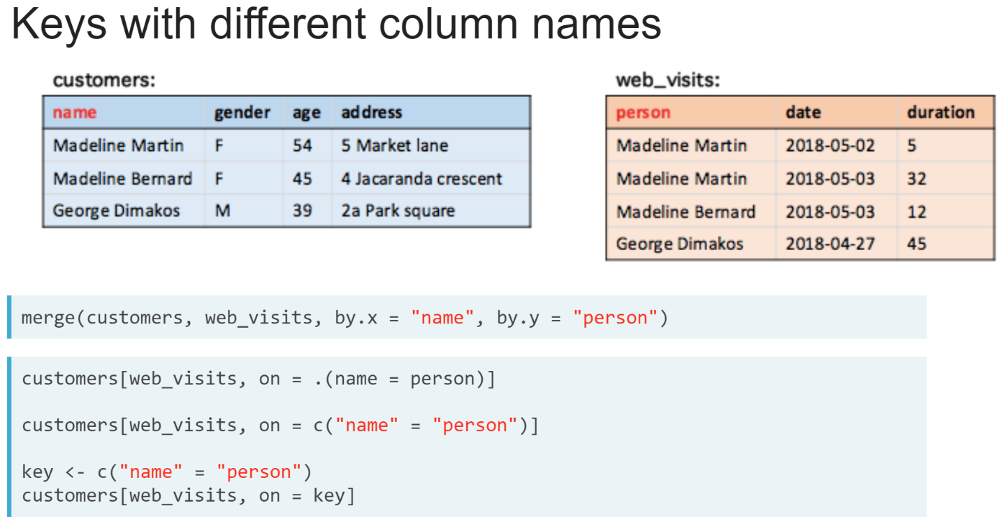 Keys with different column names
customers:
name gender age address
Madeline Martin F 54 5 Market lane
Madeline Bernard F 45 4 Jacaranda crescent
George Dimakos M 39 2a Park square
web_visits:
person date duration
Madeline Martin 2018-05-02 5
Madeline Martin 2018-05-03 32
Madeline Bernard 2018-05-03 12
George Dimakos 2018-04-27 45
merge(customers, web_visits, by.x = "name", by.y = "person")
customers[web_visits, on = .(name = person)]
customers[web_visits, on = c("name" = "person")]
key <- c("name" = "person")
customers[web_visits, on = key]